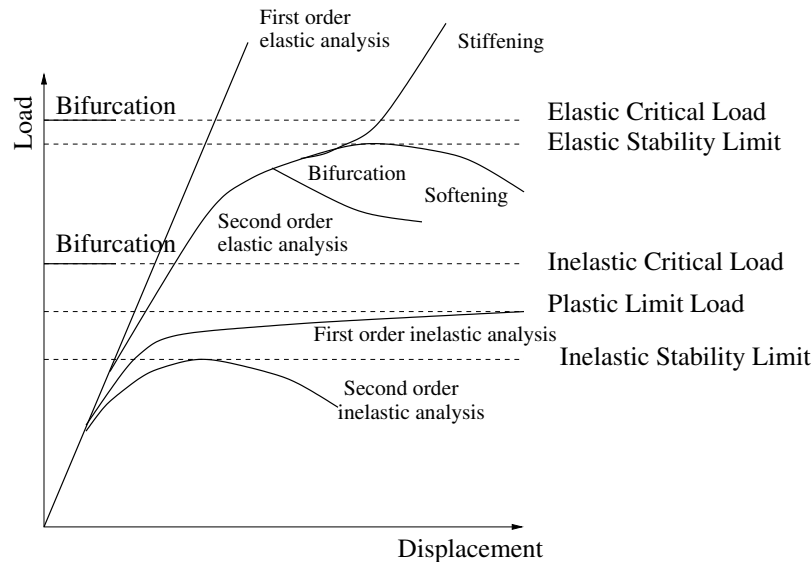 First order
elastic analysis
Stiffening
Load
Bifurcation
Elastic Critical Load
Elastic Stability Limit
Bifurcation
Softening
Second order
elastic analysis
Bifurcation
Inelastic Critical Load
Plastic Limit Load
First order inelastic analysis
Inelastic Stability Limit
Second order
inelastic analysis
Displacement